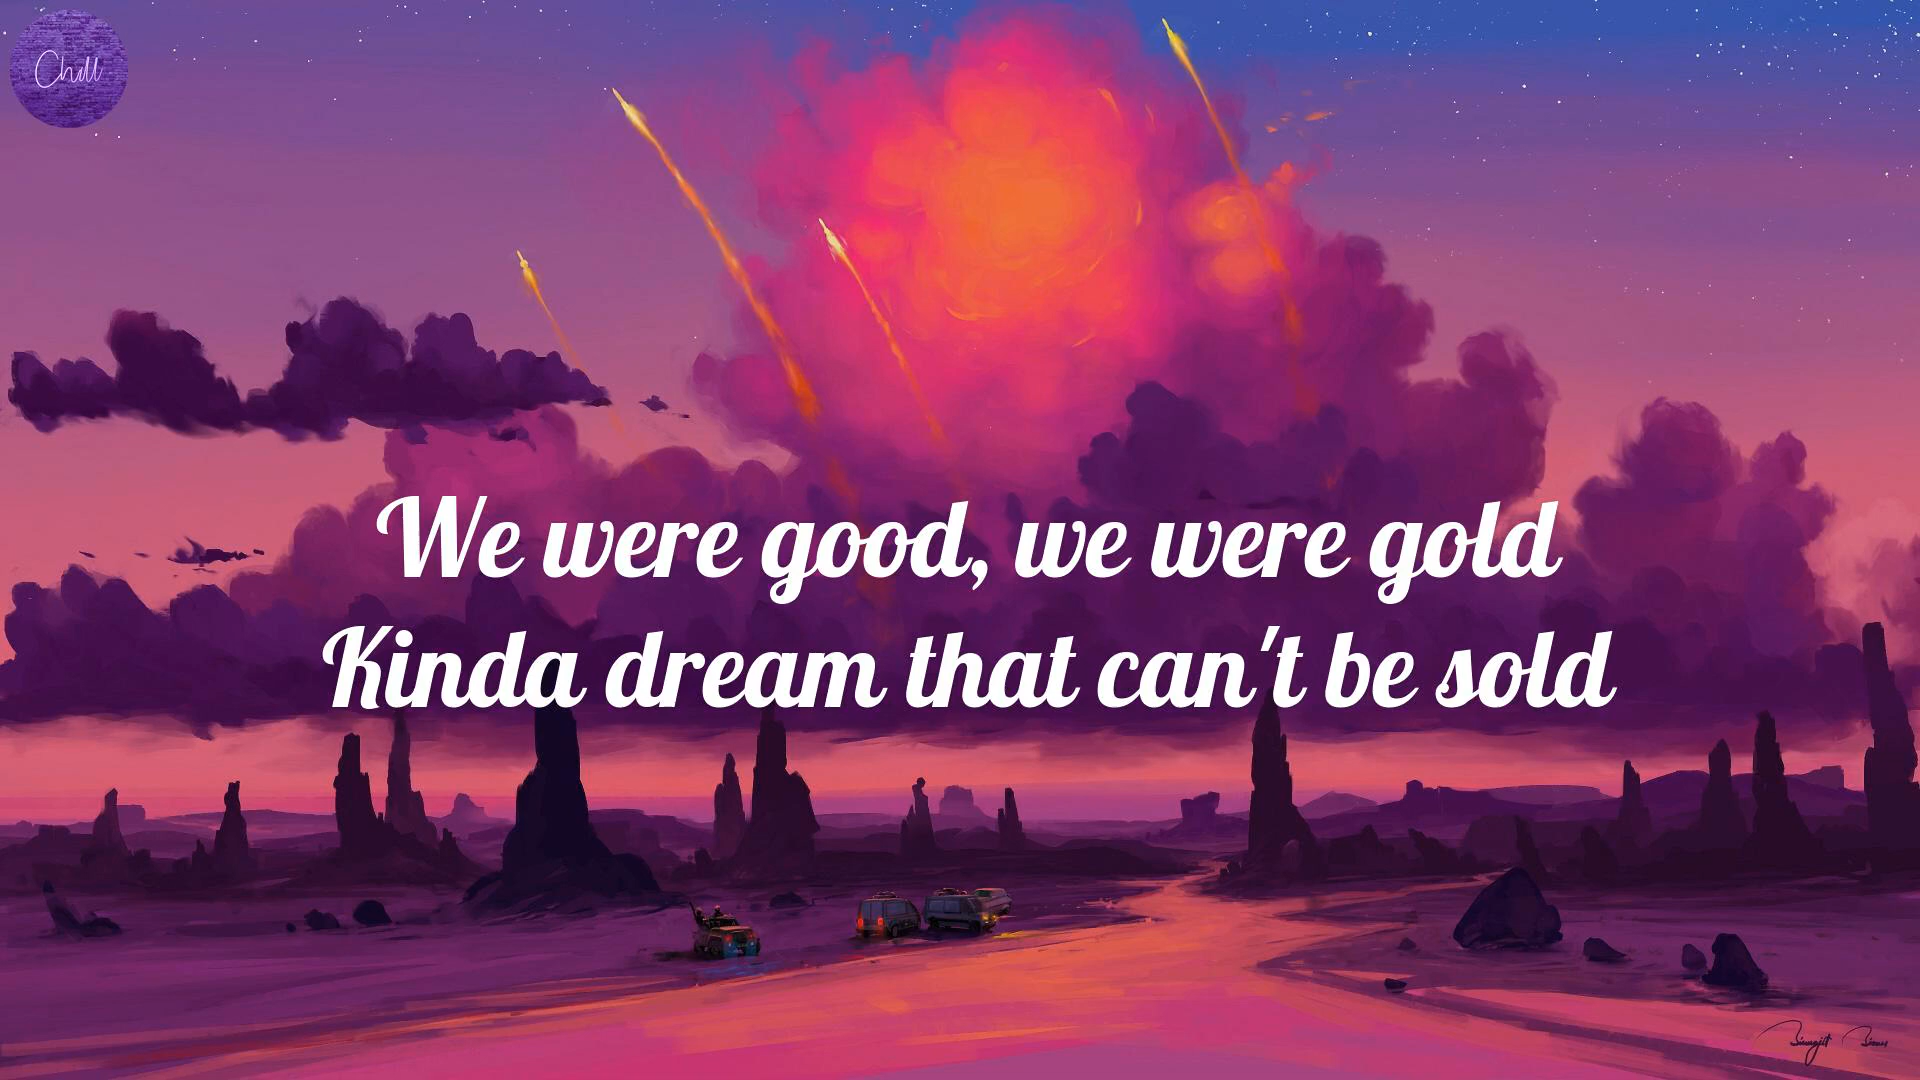 Chill
We were good, we were gold
Kinda dream that can't be sold